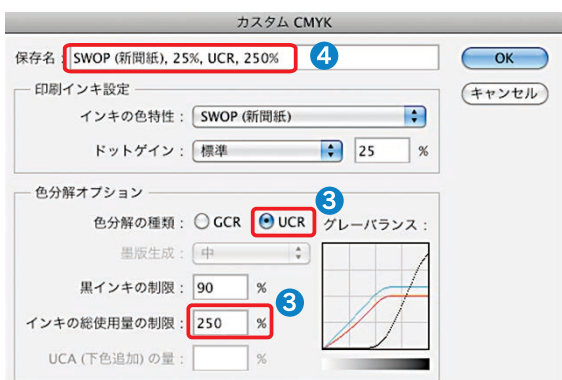 カスタム CMYK
保存名 : SWOP (新聞紙), 25%, UCR, 250% 4 OK
印刷インキ設定 キャンセル
インキの色特性 : SWOP (新聞紙)
ドットゲイン : 標準 25 %
色分解オプション 3
色分解の種類 : GCR UCR グレーバランス :
墨版生成 : 中
黒インキの制限 : 90 % 3
インキの総使用量の制限 : 250 %
UCA (下色追加) の量 : %